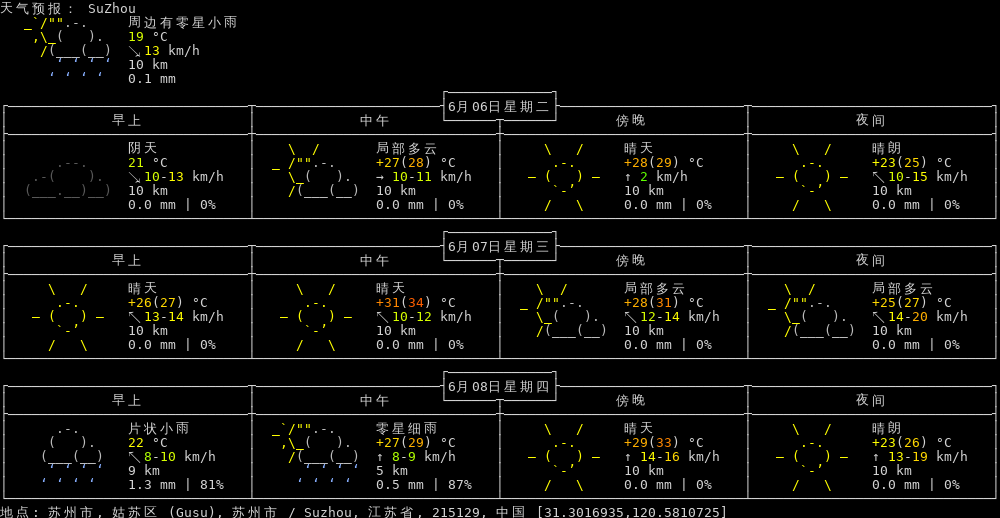 天气预报: SuZhou
周边有零星小雨
19 °C
↘ 13 km/h
10 km
0.1 mm
6月06日星期二
早上 中午 傍晚 夜间
阴天 局部多云 晴天 晴朗
21 °C +27(28) °C +28(29) °C +23(25) °C
↘ 10-13 km/h → 10-11 km/h ↑ 2 km/h ↖ 10-15 km/h
10 km 10 km 10 km 10 km
0.0 mm | 0% 0.0 mm | 0% 0.0 mm | 0% 0.0 mm | 0%
6月07日星期三
早上 中午 傍晚 夜间
晴天 晴天 局部多云 局部多云
+26(27) °C +31(34) °C +28(31) °C +25(27) °C
↖ 13-14 km/h ↖ 10-12 km/h ↖ 12-14 km/h ↖ 14-20 km/h
10 km 10 km 10 km 10 km
0.0 mm | 0% 0.0 mm | 0% 0.0 mm | 0% 0.0 mm | 0%
6月08日星期四
早上 中午 傍晚 夜间
片状小雨 零星细雨 晴天 晴朗
22 °C +27(29) °C +29(33) °C +23(26) °C
↖ 8-10 km/h ↑ 8-9 km/h ↑ 14-16 km/h ↑ 13-19 km/h
9 km 5 km 10 km 10 km
1.3 mm | 81% 0.5 mm | 87% 0.0 mm | 0% 0.0 mm | 0%
地点: 苏州市, 姑苏区 (Gusu), 苏州市 / Suzhou, 江苏省, 215129, 中国 [31.3016935,120.5810725]